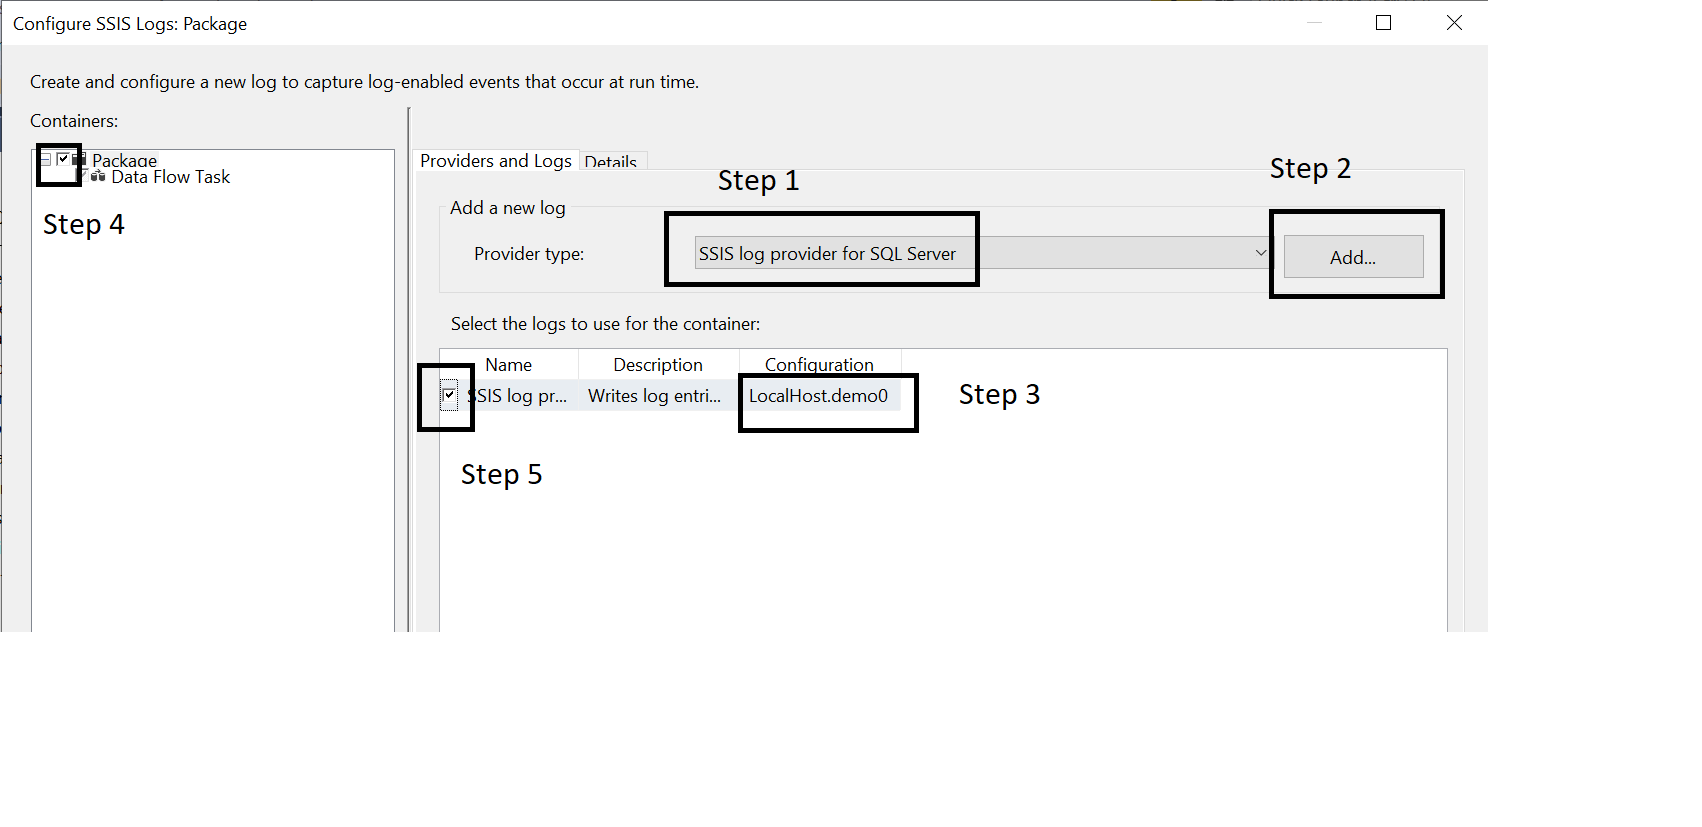 Configure SSIS Logs: Package
Create and configure a new log to capture log-enabled events that occur at run time.
Containers:
Package
Data Flow Task
Step 4
Providers and Logs
Details
Step 1
Step 2
Add a new log
Provider type:
SSIS log provider for SQL Server
Add...
Select the logs to use for the container:
Name Description Configuration
SSIS log pr... Writes log entri... LocalHost.demo0
Step 3
Step 5